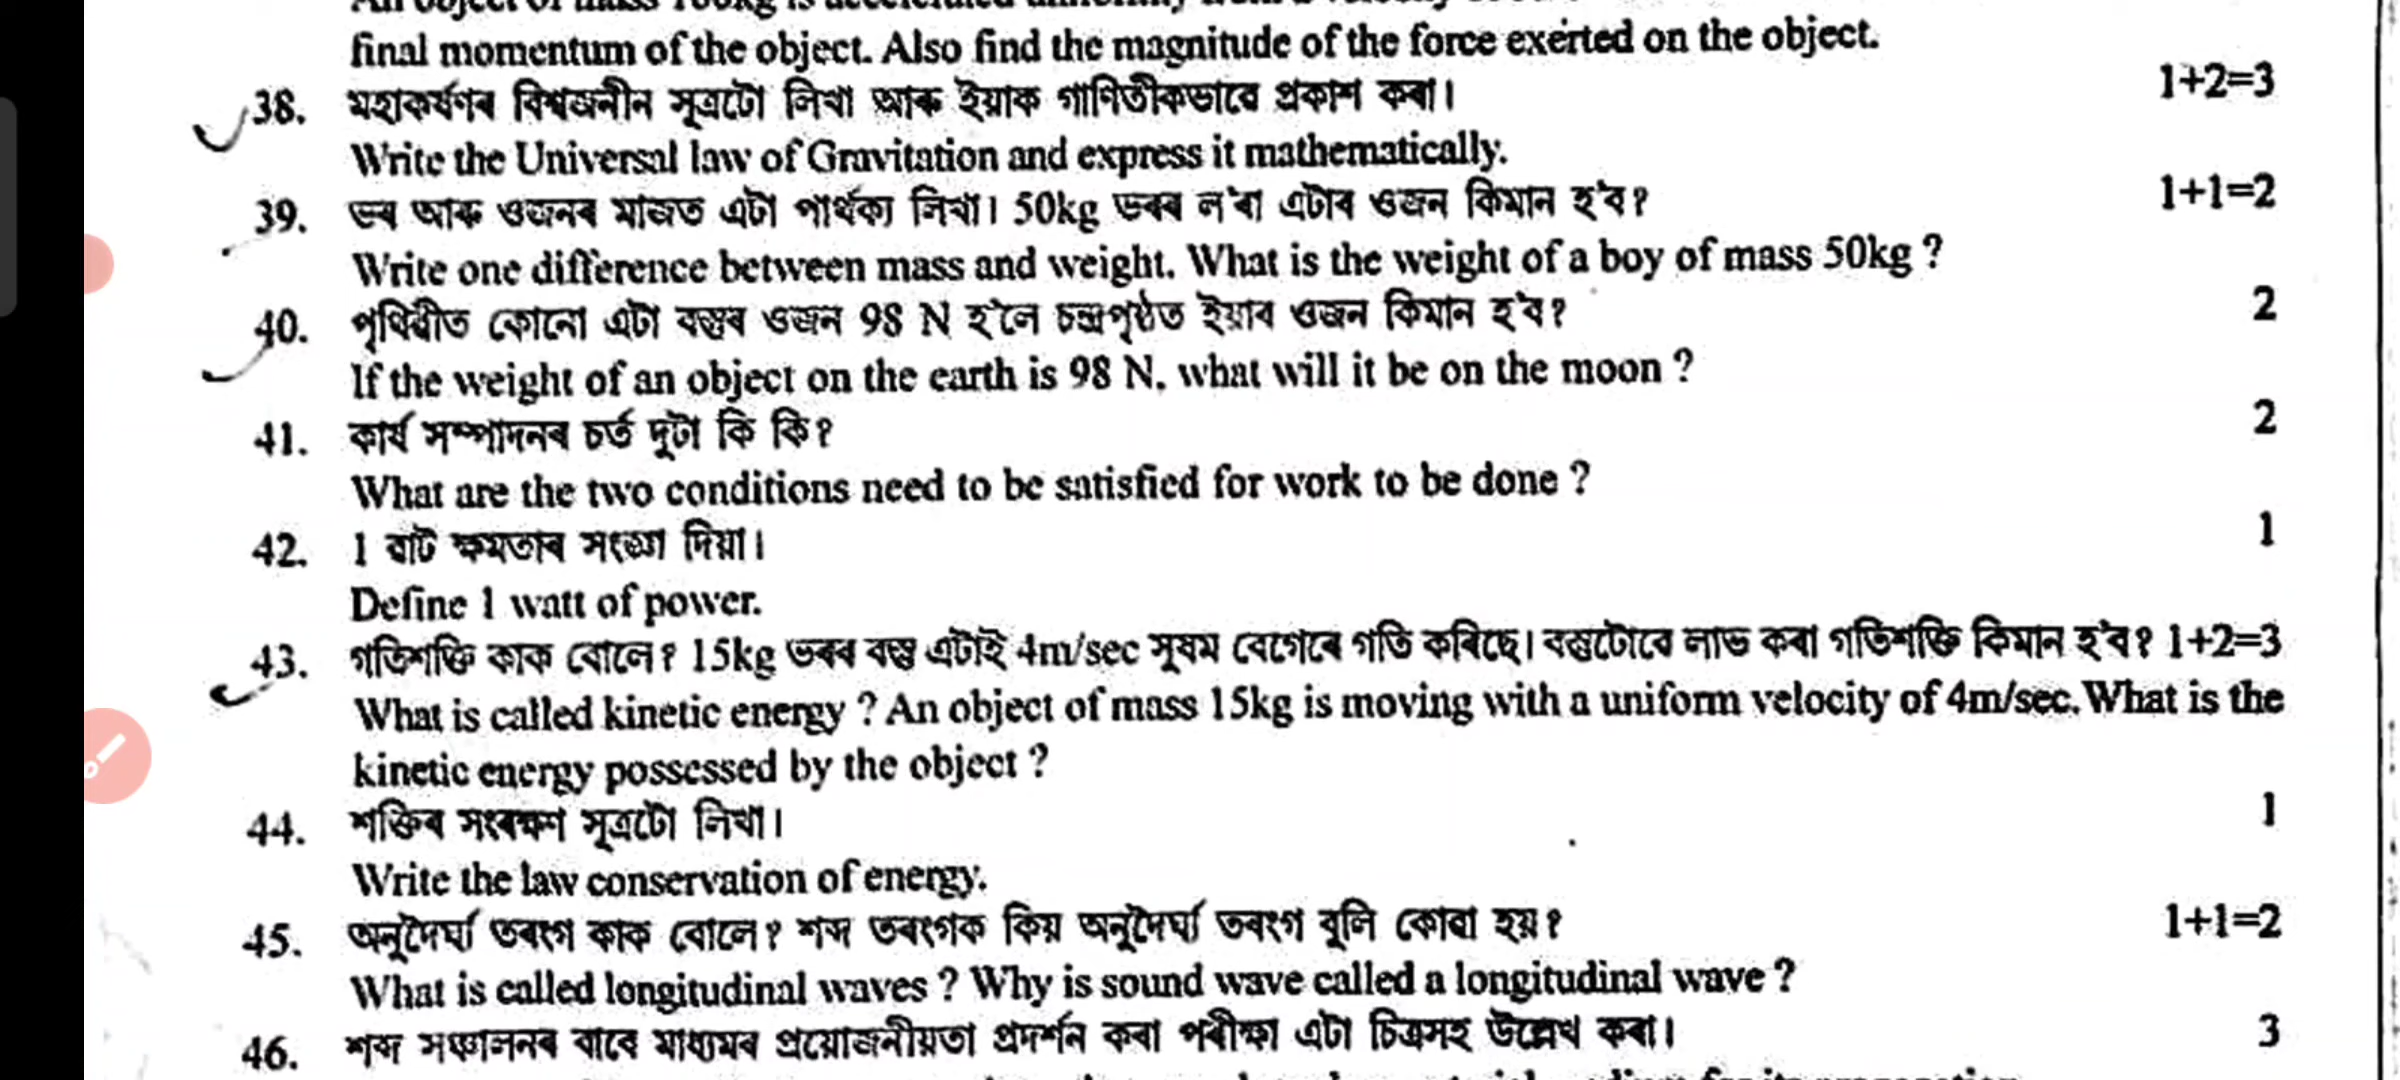 final momentum of the object. Also find the magnitude of the force exerted on the object.
38. মহাকৰ্ষণৰ বিশ্বজনীন সূত্ৰটো লিখা আৰু ইয়াক গাণিতীকভাৱে প্ৰকাশ কৰা। 1+2=3
Write the Universal law of Gravitation and express it mathematically.
39. ভৰ আৰু ওজনৰ মাজত এটা পাৰ্থক্য লিখা। 50kg ভৰৰ ল'ৰা এটাৰ ওজন কিমান হ'ব? 1+1=2
Write one difference between mass and weight. What is the weight of a boy of mass 50kg ?
40. পৃথিৱীত কোনো এটা বস্তুৰ ওজন 98 N হ'লে চন্দ্ৰপৃষ্ঠত ইয়াৰ ওজন কিমান হ'ব? 2
If the weight of an object on the earth is 98 N. what will it be on the moon ?
41. কাৰ্য সম্পাদনৰ চৰ্ত দুটা কি কি? 2
What are the two conditions need to be satisfied for work to be done ?
42. 1 ৱাট ক্ষমতাৰ সংজ্ঞা দিয়া। 1
Define 1 watt of power.
43. গতিশক্তি কাক বোলে? 15kg ভৰৰ বস্তু এটাই 4m/sec সুষম বেগেৰে গতি কৰিছে। বস্তুটোৱে লাভ কৰা গতিশক্তি কিমান হ'ব? 1+2=3
What is called kinetic energy ? An object of mass 15kg is moving with a uniform velocity of 4m/sec. What is the
kinetic energy possessed by the object ?
44. শক্তিৰ সংৰক্ষণ সূত্ৰটো লিখা। 1
Write the law conservation of energy.
45. অনুদৈৰ্ঘ্য তৰংগ কাক বোলে? শব্দ তৰংগক কিয় অনুদৈৰ্ঘ্য তৰংগ বুলি কোৱা হয়? 1+1=2
What is called longitudinal waves ? Why is sound wave called a longitudinal wave ?
46. শব্দ সঞ্চালনৰ বাবে মাধ্যমৰ প্ৰয়োজনীয়তা প্ৰদৰ্শন কৰা পৰীক্ষা এটা চিত্ৰসহ উল্লেখ কৰা। 3